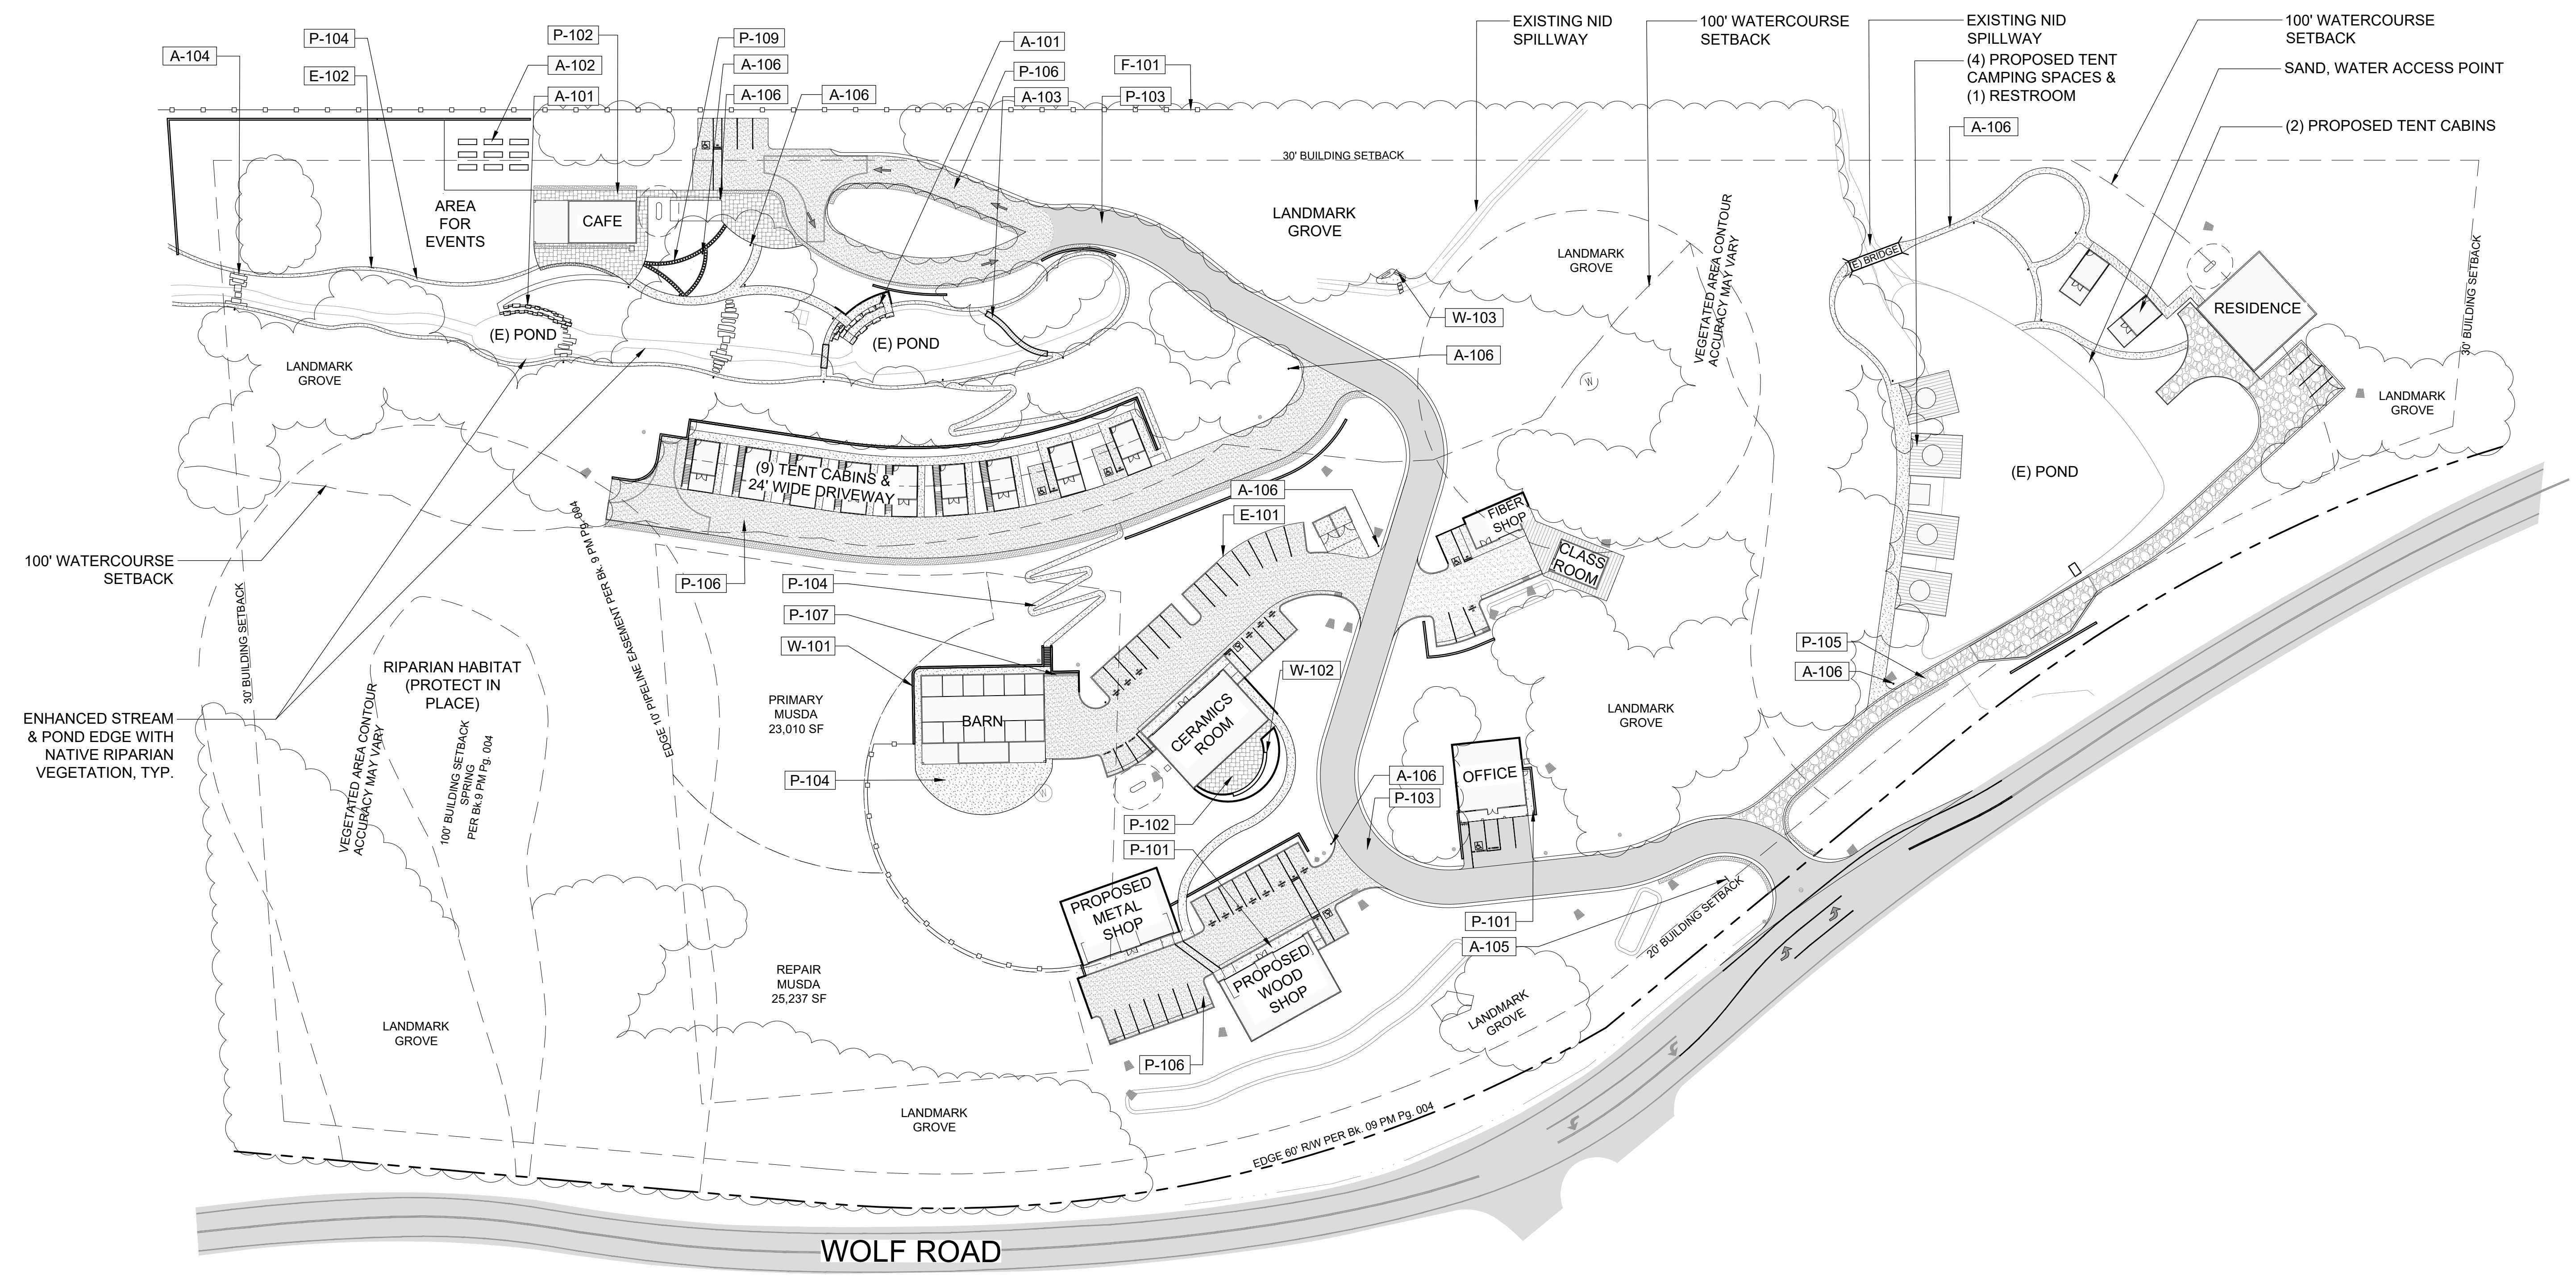 A-104
P-104
E-102
P-102
A-102
A-101
P-109
A-106
A-106
A-106
A-101
P-106
A-103
F-101
P-103
EXISTING NID
SPILLWAY
100' WATERCOURSE
SETBACK
EXISTING NID
SPILLWAY
(4) PROPOSED TENT
CAMPING SPACES &
(1) RESTROOM
A-106
100' WATERCOURSE
SETBACK
SAND, WATER ACCESS POINT
(2) PROPOSED TENT CABINS
30' BUILDING SETBACK
AREA
FOR
EVENTS
CAFE
LANDMARK
GROVE
LANDMARK
GROVE
VEGETATED AREA CONTOUR
ACCURACY MAY VARY
(E) BRIDGE
RESIDENCE
30' BUILDING SETBACK
(E) POND
(E) POND
W-103
A-106
W
LANDMARK
GROVE
LANDMARK
GROVE
(9) TENT CABINS &
24' WIDE DRIVEWAY
(E) POND
A-106
E-101
FIBER
SHOP
CLASS
ROOM
100' WATERCOURSE
SETBACK
30' BUILDING SETBACK
EDGE 10' PIPELINE EASEMENT PER BK. 9 PM Pg. 004
P-106
P-104
P-107
W-101
RIPARIAN HABITAT
(PROTECT IN
PLACE)
PRIMARY
MUSDA
23,010 SF
BARN
W
CERAMICS
ROOM
W-102
P-105
A-106
LANDMARK
GROVE
ENHANCED STREAM
& POND EDGE WITH
NATIVE RIPARIAN
VEGETATION, TYP.
VEGETATED AREA CONTOUR
ACCURACY MAY VARY
100' BUILDING SETBACK
SPRING
PER Bk.9 PM Pg. 004
P-104
P-102
P-101
A-106
P-103
OFFICE
PROPOSED
METAL
SHOP
PROPOSED
WOOD
SHOP
P-101
A-105
20' BUILDING SETBACK
REPAIR
MUSDA
25,237 SF
P-106
LANDMARK
GROVE
LANDMARK
GROVE
LANDMARK
GROVE
EDGE 60' R/W PER Bk. 09 PM Pg. 004
WOLF ROAD